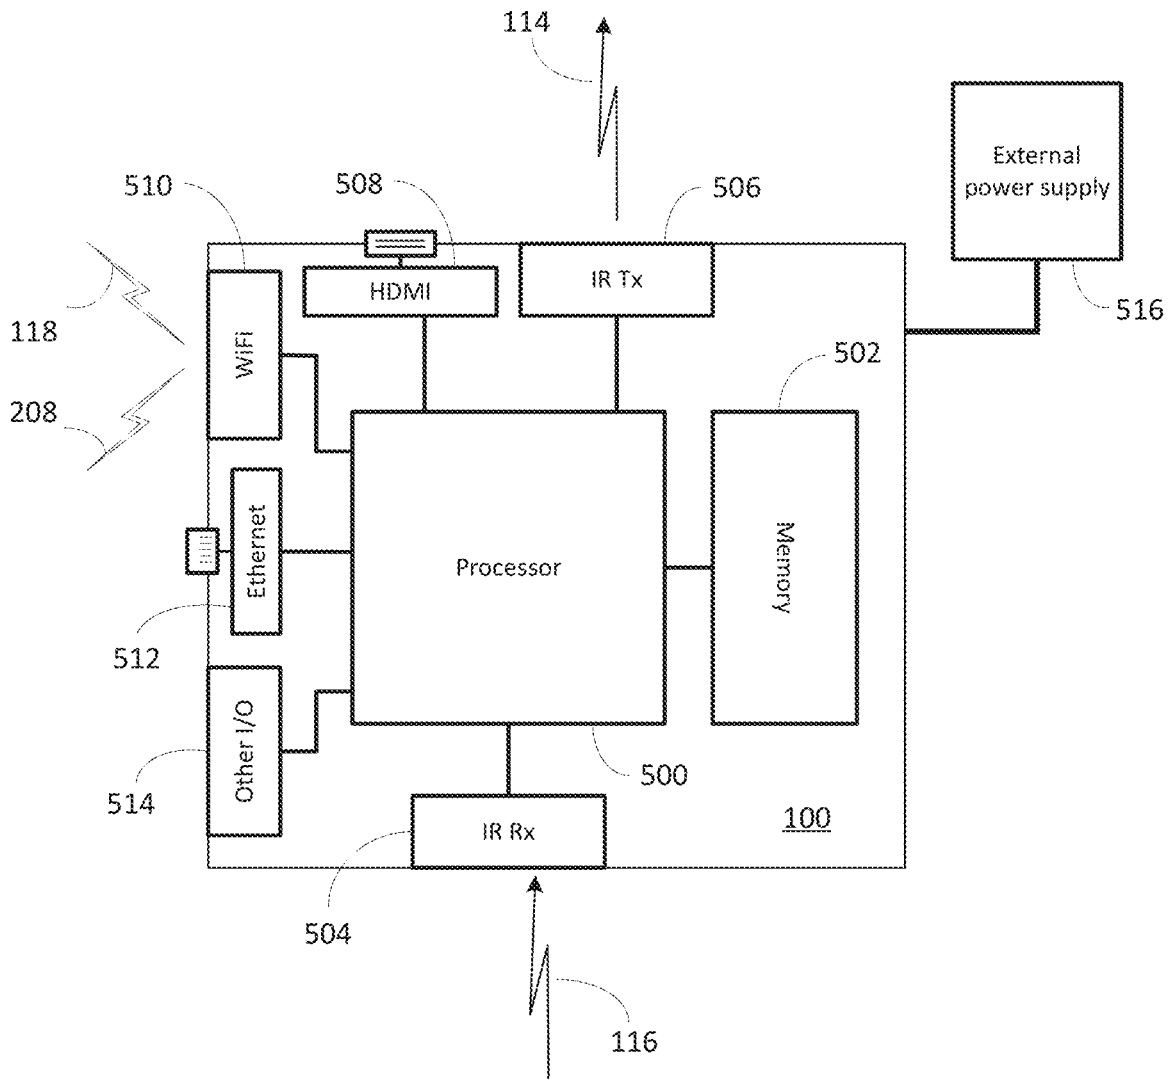 114
External
power supply
510
508
506
HDMI
IR Tx
516
118
WiFi
502
208
Ethernet
Processor
Memory
512
Other I/O
500
514
100
IR Rx
504
116